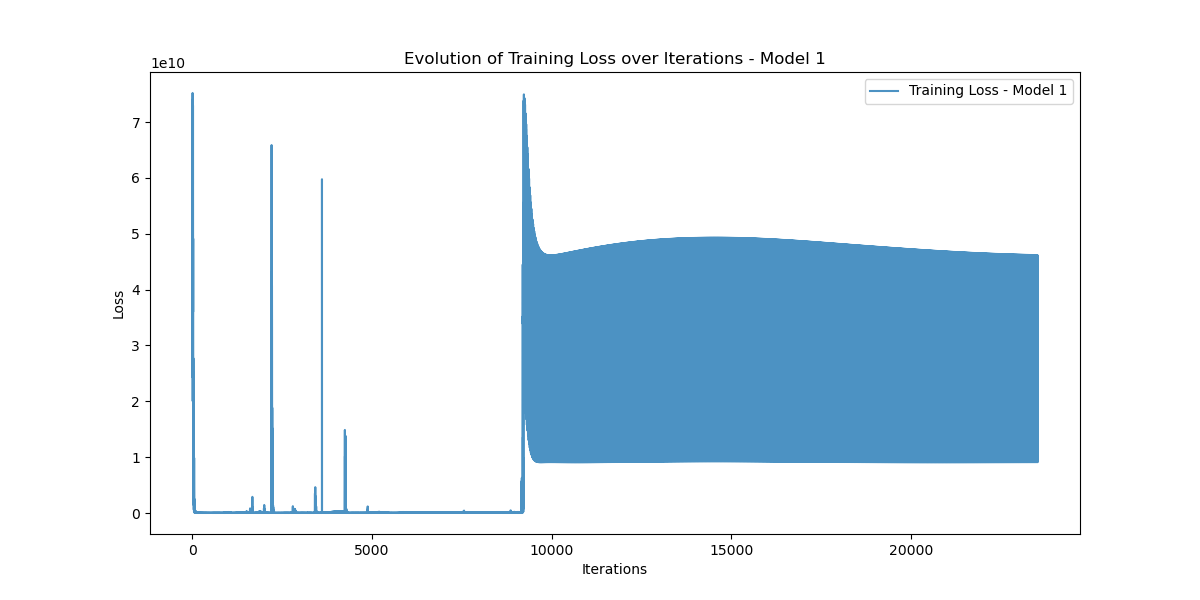 Evolution of Training Loss over Iterations - Model 1
1e10
Training Loss - Model 1
7
6
5
4
3
2
1
0
Loss
0 5000 10000 15000 20000
Iterations